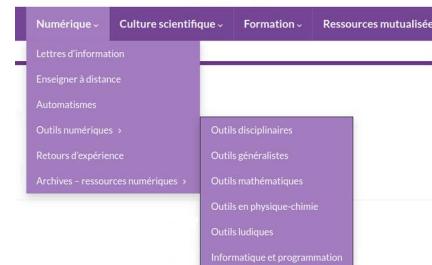 Numérique Culture scientifique Formation Ressources mutualisée
Lettres d'information
Enseigner à distance
Automatismes
Outils numériques ›
Retours d'expérience
Archives – ressources numériques ›
Outils disciplinaires
Outils généralistes
Outils mathématiques
Outils en physique-chimie
Outils ludiques
Informatique et programmation